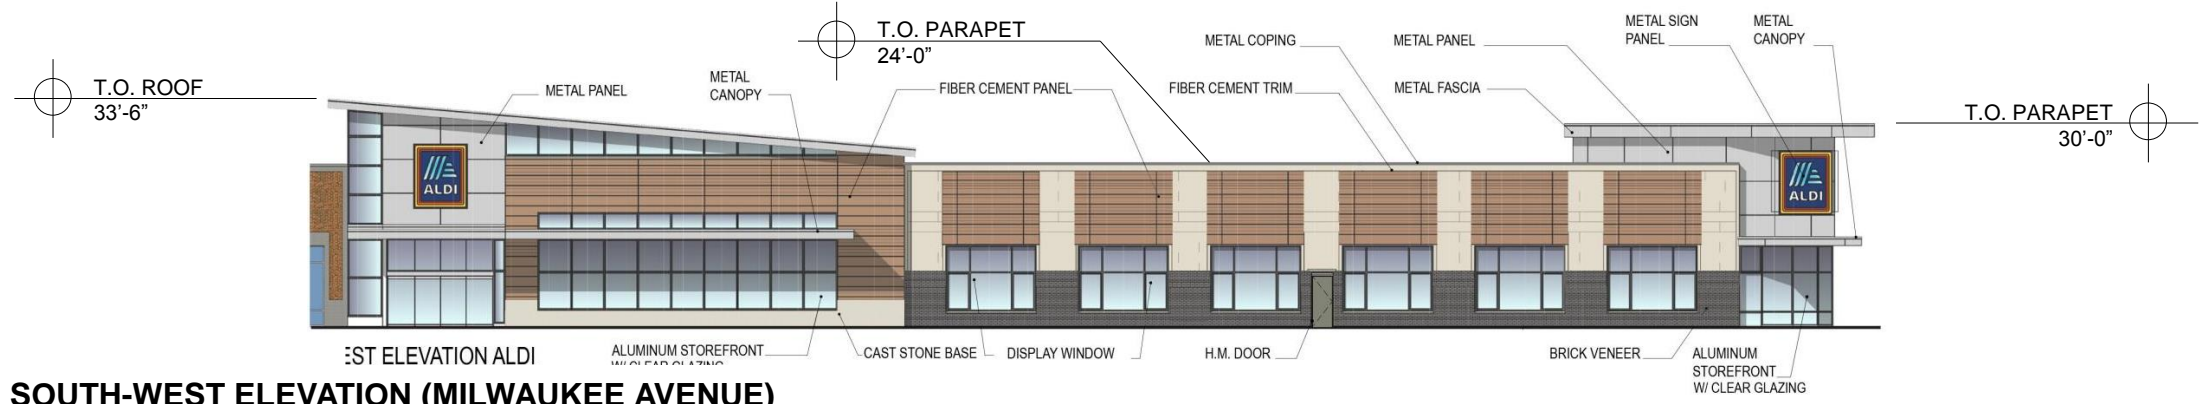 T.O. ROOF
33’-6”
METAL PANEL
METAL
CANOPY
T.O. PARAPET
24’-0”
FIBER CEMENT PANEL
METAL COPING
FIBER CEMENT TRIM
METAL PANEL
METAL FASCIA
METAL SIGN
PANEL
METAL
CANOPY
T.O. PARAPET
30’-0”
ALDI
ALDI
EST ELEVATION ALDI
ALUMINUM STOREFRONT
W/ CLEAR GLAZING
CAST STONE BASE
DISPLAY WINDOW
H.M. DOOR
BRICK VENEER
ALUMINUM
STOREFRONT
W/ CLEAR GLAZING
SOUTH-WEST ELEVATION (MILWAUKEE AVENUE)